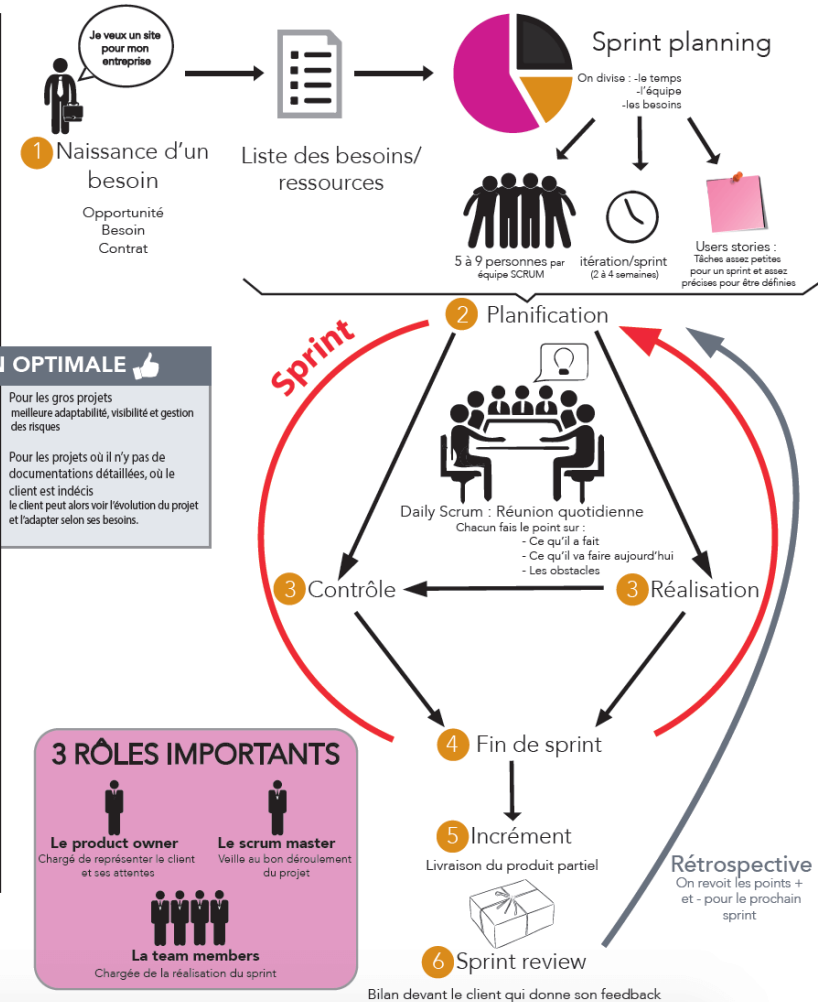 Je veux un site
pour mon
entreprise
1 Naissance d'un
besoin
Opportunité
Besoin
Contrat
Liste des besoins/
ressources
Sprint planning
On divise : -le temps
-l'équipe
-les besoins
5 à 9 personnes par
équipe SCRUM
itération/sprint
(2 à 4 semaines)
Users stories :
Tâches assez petites
pour un sprint et assez
précises pour être définies
2 Planification
Sprint
N OPTIMALE
Pour les gros projets
meilleure adaptabilité, visibilité et gestion
des risques
Pour les projets où il n'y pas de
documentations détaillées, où le
client est indécis
le client peut alors voir l'évolution du projet
et l'adapter selon ses besoins.
Daily Scrum : Réunion quotidienne
Chacun fais le point sur :
- Ce qu'il a fait
- Ce qu'il va faire aujourd'hui
- Les obstacles
3 Contrôle
3 Réalisation
4 Fin de sprint
5 Incrément
Livraison du produit partiel
6 Sprint review
Bilan devant le client qui donne son feedback
Rétrospective
On revoit les points +
et - pour le prochain
sprint
3 RÔLES IMPORTANTS
Le product owner
Chargé de représenter le client
et ses attentes
Le scrum master
Veille au bon déroulement
du projet
La team members
Chargée de la réalisation du sprint